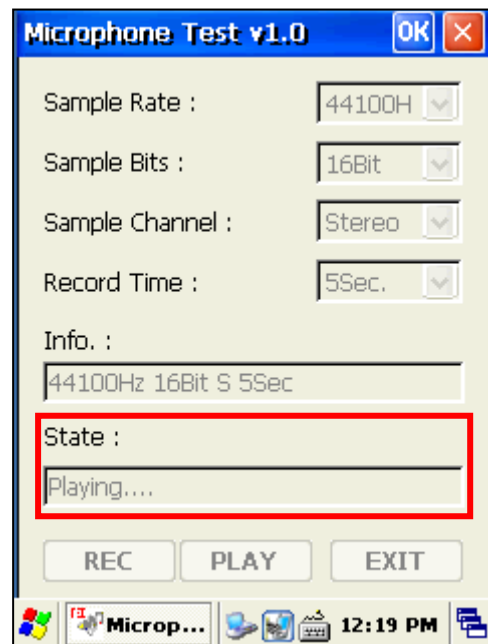 Microphone Test v1.0 OK
Sample Rate : 44100H
Sample Bits : 16Bit
Sample Channel : Stereo
Record Time : 5Sec.
Info. :
44100Hz 16Bit S 5Sec
State :
Playing....
REC PLAY EXIT
Microp... 12:19 PM